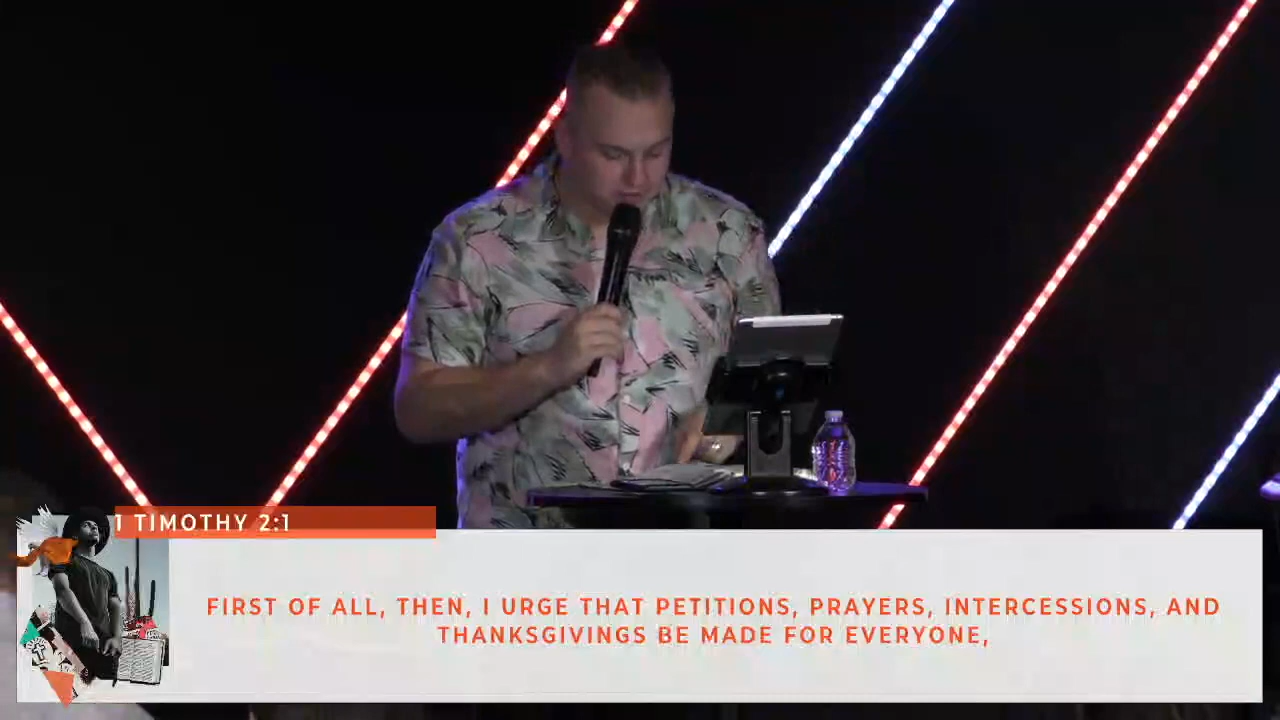 1 TIMOTHY 2:1
FIRST OF ALL, THEN, I URGE THAT PETITIONS, PRAYERS, INTERCESSIONS, AND
THANKSGIVINGS BE MADE FOR EVERYONE,